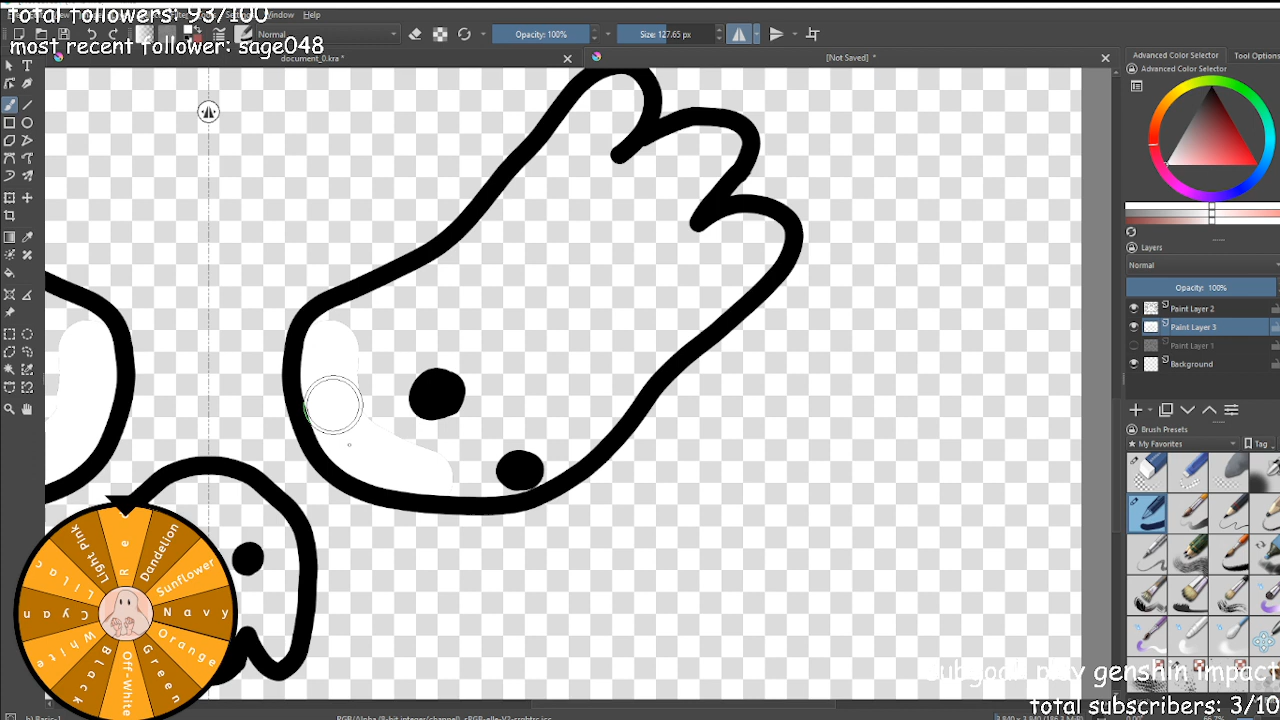 total followers: 93/100
most recent follower: sage048
Window Help
Normal
Opacity: 100%
Size: 127.65 px
document_0.kra *
[Not Saved] *
Advanced Color Selector
Tool Options
Advanced Color Selector
Layers
Normal
Opacity: 100%
Paint Layer 2
Paint Layer 3
Paint Layer 1
Background
Brush Presets
My Favorites
Tag
Dandelion
Sunflower
Navy
Orange
Green
Off-White
Black
White
Cyan
Lilac
Light Pink
sub goal: play genshin impact
total subscribers: 3/10